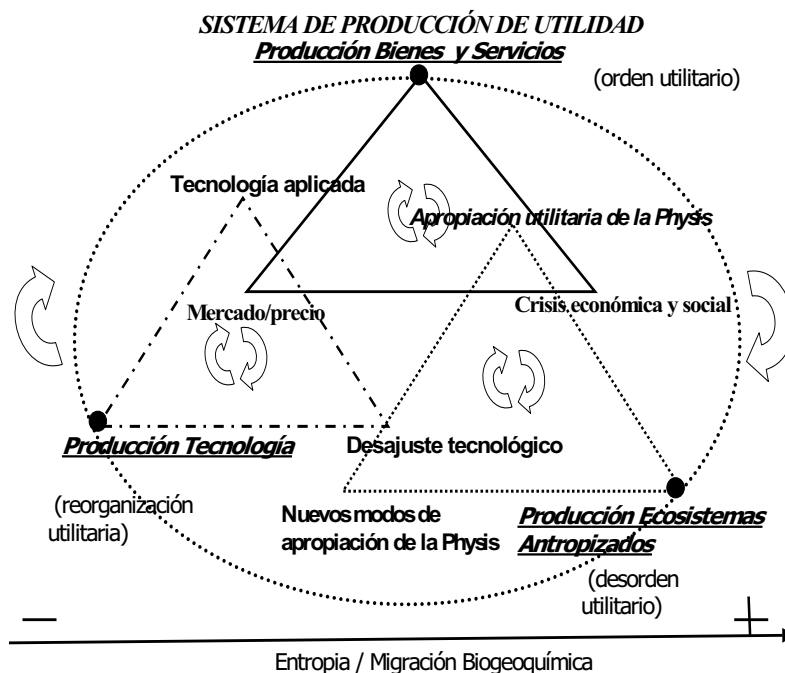 SISTEMA DE PRODUCCIÓN DE UTILIDAD
Producción Bienes y Servicios
(orden utilitario)
Tecnología aplicada
Apropiación utilitaria de la Physis
Mercado/precio
Crisis económica y social
Producción Tecnología
Desajuste tecnológico
(reorganización
utilitaria)
Nuevos modos de
apropiación de la Physis
Producción Ecosistemas
Antropizados
(desorden
utilitario)
— +
Entropia / Migración Biogeoquímica